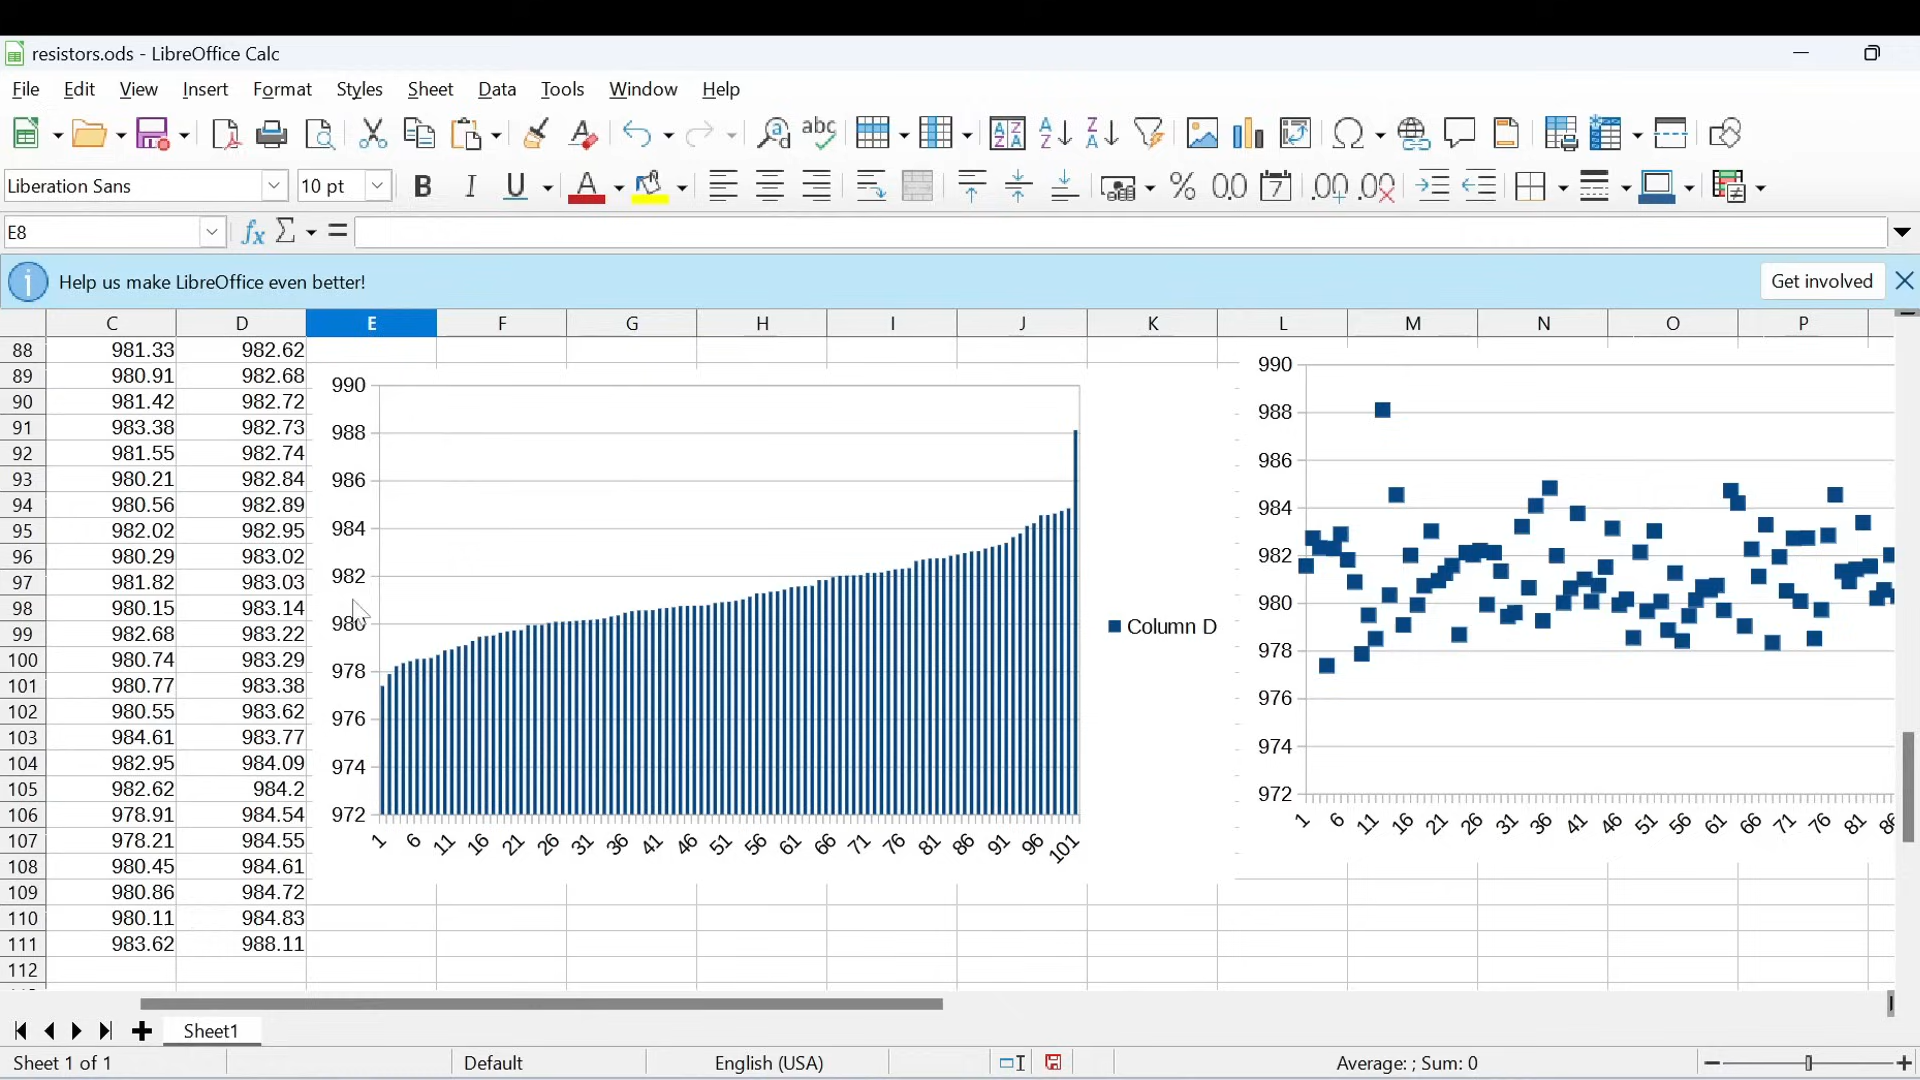 resistors.ods - LibreOffice Calc
File Edit View Insert Format Styles Sheet Data Tools Window Help
Liberation Sans 10 pt
E8
Help us make LibreOffice even better! Get involved
C D E F G H I J K L M N O P
88 981.33 982.62
89 980.91 982.68
90 981.42 982.72
91 983.38 982.73
92 981.55 982.74
93 980.21 982.84
94 980.56 982.89
95 982.02 982.95
96 980.29 983.02
97 981.82 983.03
98 980.15 983.14
99 982.68 983.22
100 980.74 983.29
101 980.77 983.38
102 980.55 983.62
103 984.61 983.77
104 982.95 984.09
105 982.62 984.2
106 978.91 984.54
107 978.21 984.55
108 980.45 984.61
109 980.86 984.72
110 980.11 984.83
111 983.62 988.11
112
990
988
986
984
982
980
978
976
974
972
1 6 11 16 21 26 31 36 41 46 51 56 61 66 71 76 81 86 91 96 101
Column D
990
988
986
984
982
980
978
976
974
972
1 6 11 16 21 26 31 36 41 46 51 56 61 66 71 76 81
Sheet1
Sheet 1 of 1 Default English (USA) Average: ; Sum: 0